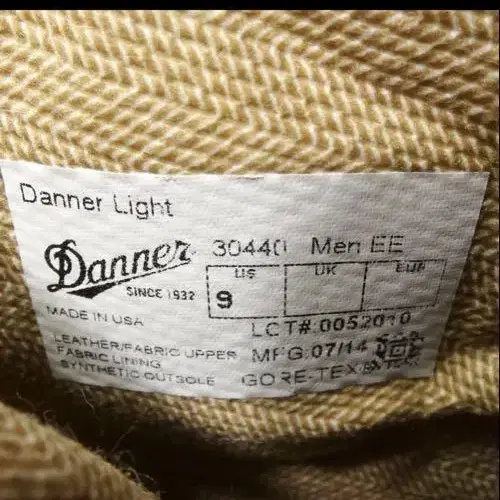 Danner Light
Danner 30440 Men EE
SINCE 1932
US UK EUR
9
MADE IN USA
LCT# 0052010
LEATHER/FABRIC UPPER MFG 07/14
FABRIC LINING
SYNTHETIC OUTSOLE GORE-TEX